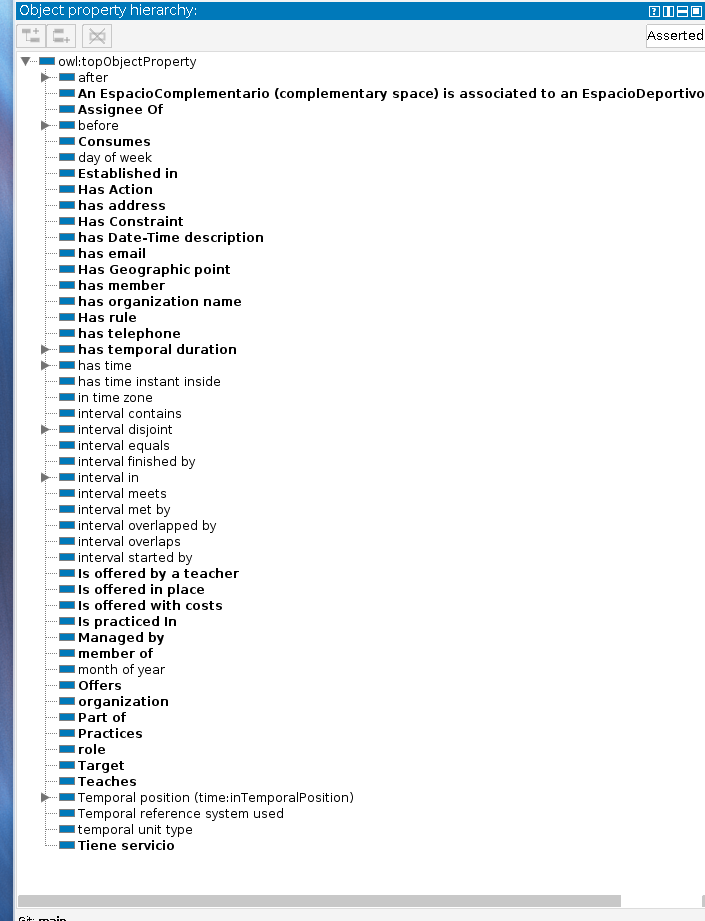 Object property hierarchy:
Asserted
owl:topObjectProperty
after
An EspacioComplementario (complementary space) is associated to an EspacioDeportivo
Assignee Of
before
Consumes
day of week
Established in
Has Action
has address
Has Constraint
has Date-Time description
has email
Has Geographic point
has member
has organization name
Has rule
has telephone
has temporal duration
has time
has time instant inside
in time zone
interval contains
interval disjoint
interval equals
interval finished by
interval in
interval meets
interval met by
interval overlapped by
interval overlaps
interval started by
Is offered by a teacher
Is offered in place
Is offered with costs
Is practiced In
Managed by
member of
month of year
Offers
organization
Part of
Practices
role
Target
Teaches
Temporal position (time:inTemporalPosition)
Temporal reference system used
temporal unit type
Tiene servicio
Git: main